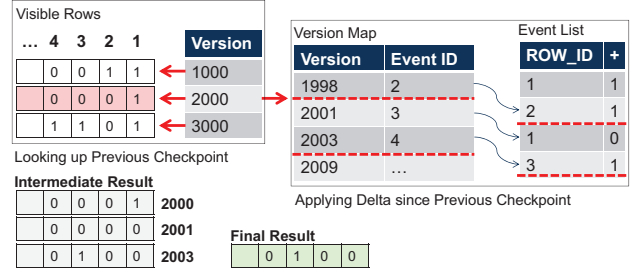 Visible Rows
... 4 3 2 1 Version
0 0 1 1 1000
0 0 0 1 2000
1 1 0 1 3000
Looking up Previous Checkpoint
Version Map
Version Event ID
1998 2
2001 3
2003 4
2009 ...
Event List
ROW_ID +
1 1
2 1
1 0
3 1
Applying Delta since Previous Checkpoint
Intermediate Result
0 0 0 1 2000
0 0 0 0 2001
0 1 0 0 2003
Final Result
0 1 0 0